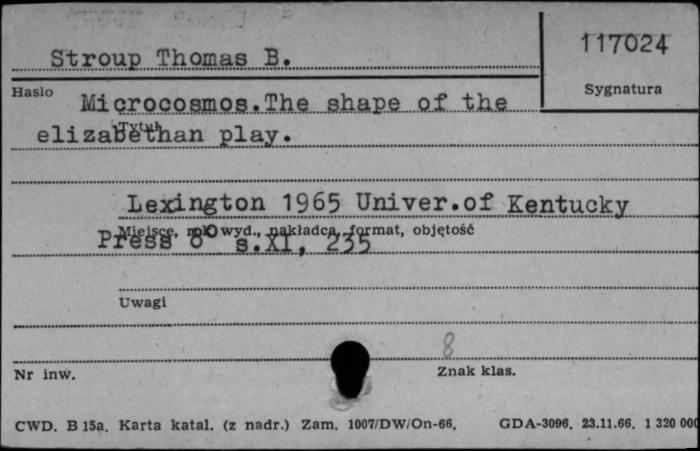 117024
Stroup Thomas B.
Sygnatura
Hasło
Microcosmos.The shape of the
Tytuł
elizabethan play.
Lexington 1965 Univer.of Kentucky
Miejsce, rok wyd., nakładca, format, objętość
Press 8° s.XI, 235
Uwagi
8
Nr inw.
Znak klas.
CWD. B 15a. Karta katal. (z nadr.) Zam. 1007/DW/On-66. GDA-3096. 23.11.66. 1 320 000